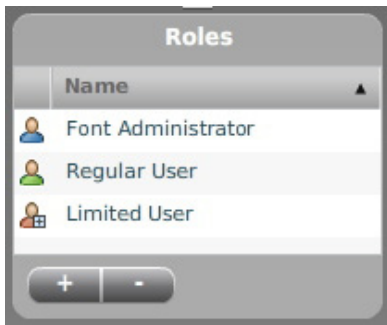 Roles
Name
Font Administrator
Regular User
Limited User
+ -